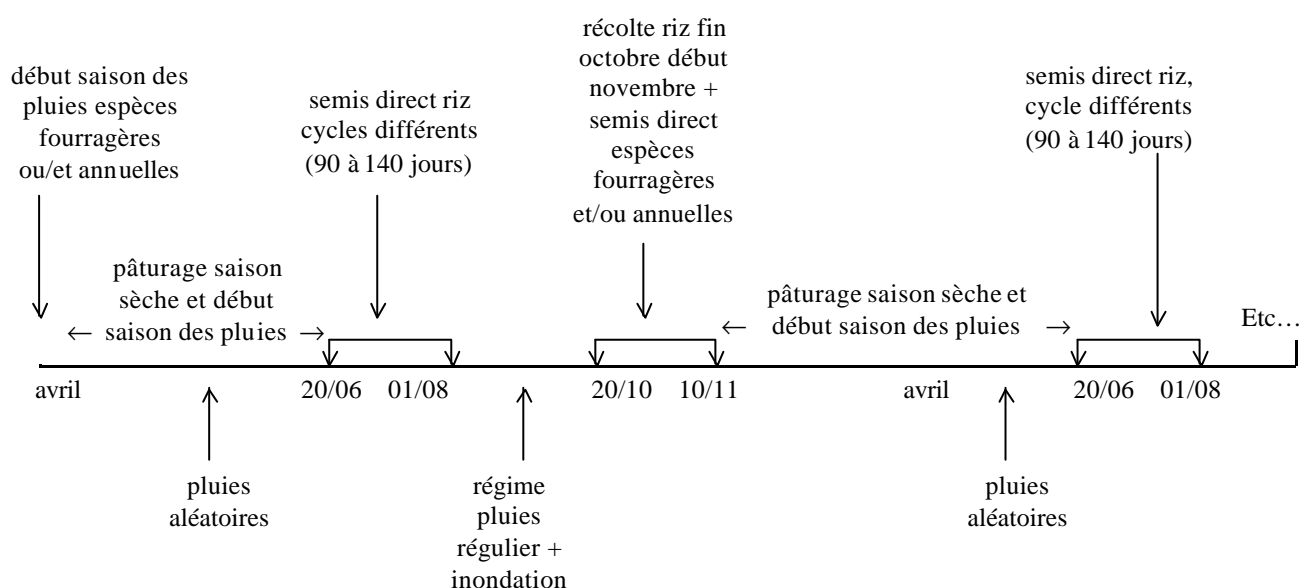 début saison des
pluies espèces
fourragères
ou/et annuelles
semis direct riz
cycles différents
(90 à 140 jours)
récolte riz fin
octobre début
novembre +
semis direct
espèces
fourragères
et/ou annuelles
semis direct riz,
cycle différents
(90 à 140 jours)
pâturage saison
sèche et début
← saison des pluies →
pâturage saison sèche et
← début saison des pluies →
Etc…
avril
20/06 01/08
20/10 10/11
avril
20/06 01/08
pluies
aléatoires
régime
pluies
régulier +
inondation
pluies
aléatoires